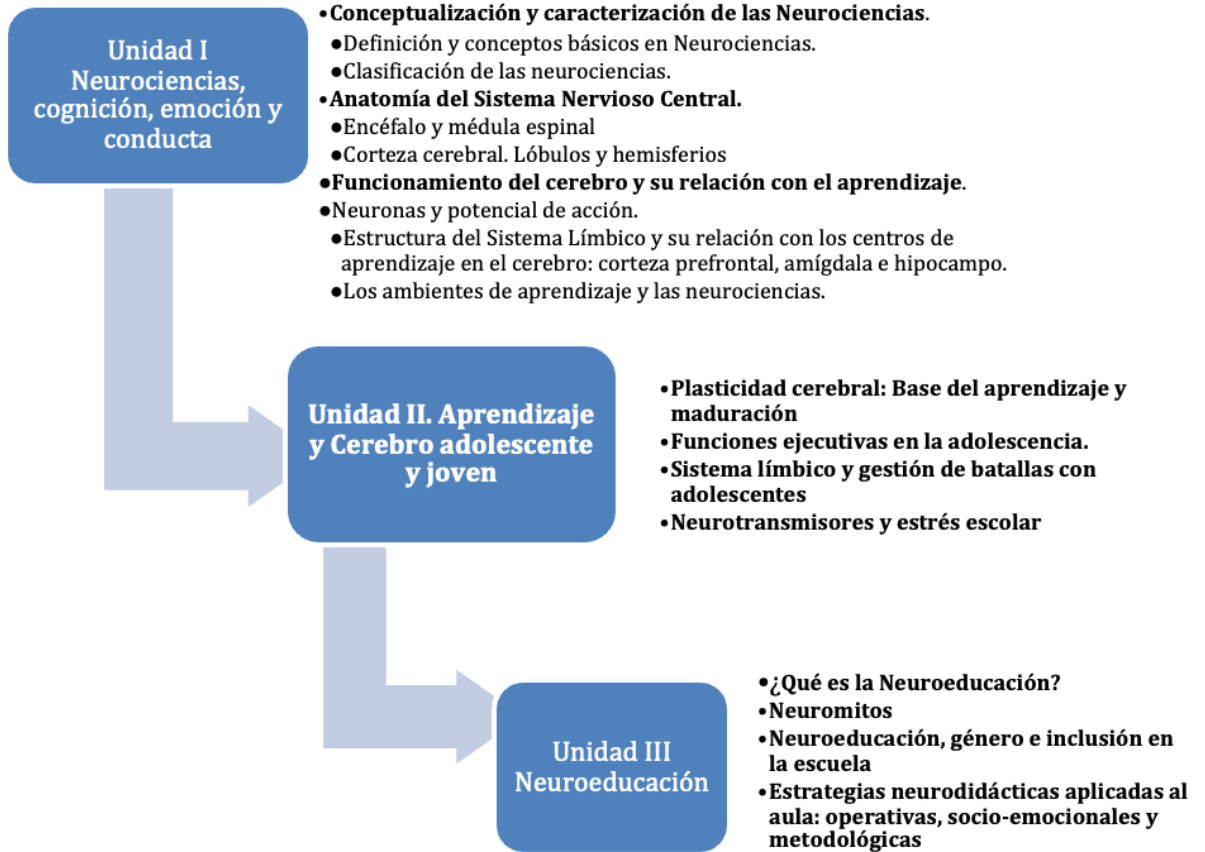 Unidad I
Neurociencias,
cognición, emoción y
conducta
•Conceptualización y caracterización de las Neurociencias.
●Definición y conceptos básicos en Neurociencias.
●Clasificación de las neurociencias.
•Anatomía del Sistema Nervioso Central.
●Encéfalo y médula espinal
●Corteza cerebral. Lóbulos y hemisferios
●Funcionamiento del cerebro y su relación con el aprendizaje.
●Neuronas y potencial de acción.
●Estructura del Sistema Límbico y su relación con los centros de
aprendizaje en el cerebro: corteza prefrontal, amígdala e hipocampo.
●Los ambientes de aprendizaje y las neurociencias.
Unidad II. Aprendizaje
y Cerebro adolescente
y joven
•Plasticidad cerebral: Base del aprendizaje y
maduración
•Funciones ejecutivas en la adolescencia.
•Sistema límbico y gestión de batallas con
adolescentes
•Neurotransmisores y estrés escolar
Unidad III
Neuroeducación
●¿Qué es la Neuroeducación?
•Neuromitos
•Neuroeducación, género e inclusión en
la escuela
•Estrategias neurodidácticas aplicadas al
aula: operativas, socio-emocionales y
metodológicas